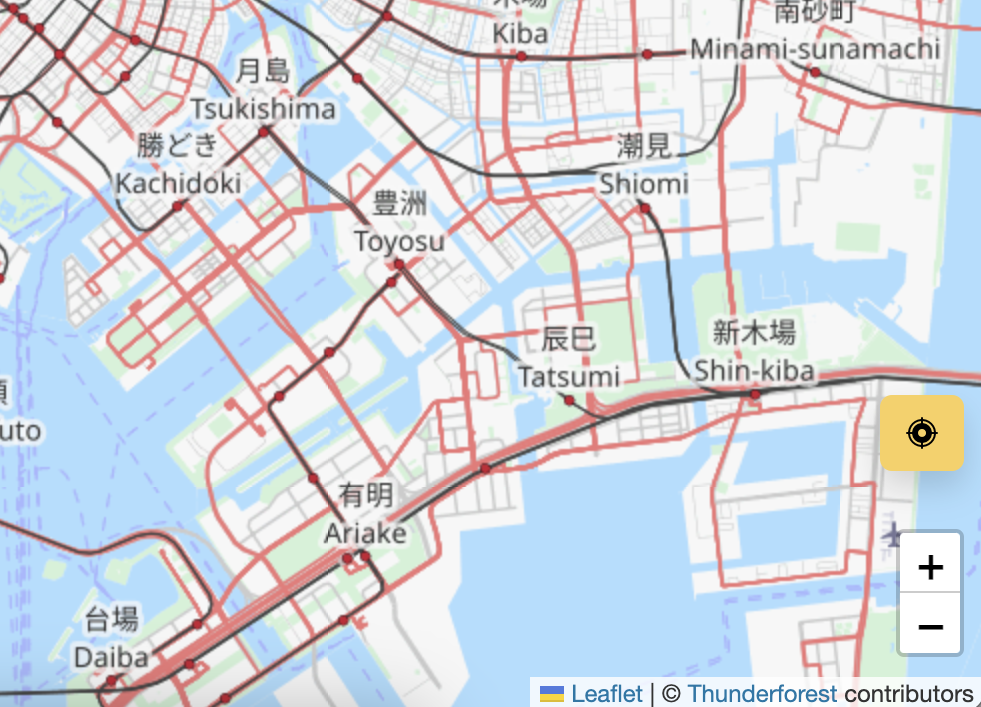 Kiba
南砂町
Minami-sunamachi
月島
Tsukishima
勝どき
Kachidoki
潮見
Shiomi
豊洲
Toyosu
辰巳
Tatsumi
新木場
Shin-kiba
有明
Ariake
台場
Daiba
+
−
Leaflet | © Thunderforest contributors